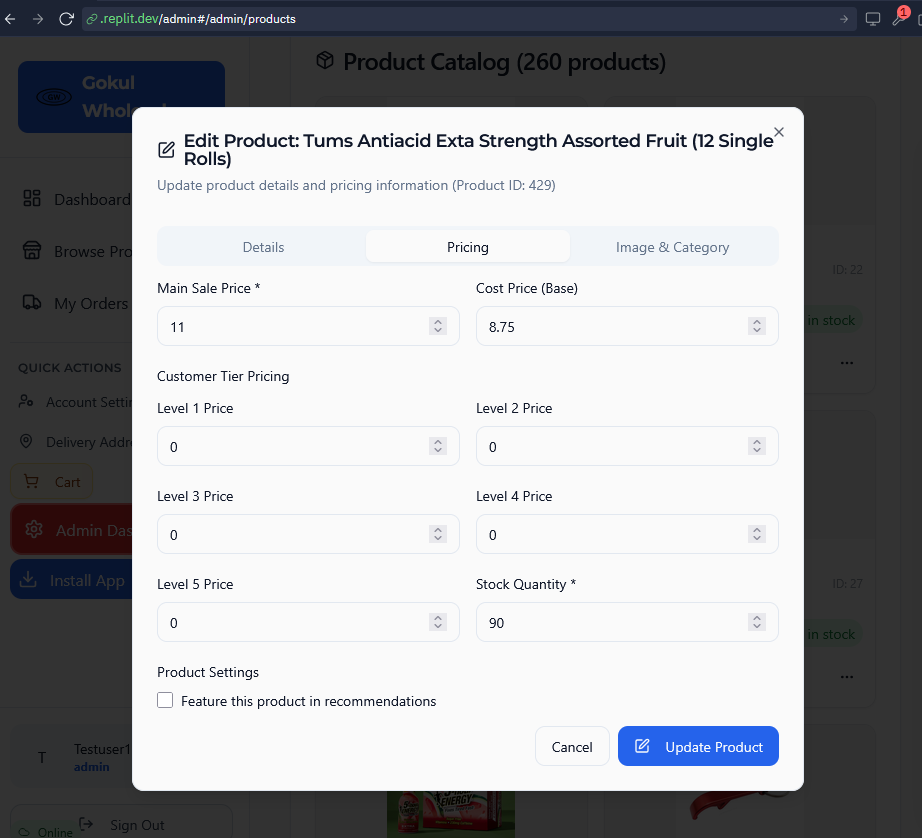 .replit.dev/admin#/admin/products
1
Product Catalog (260 products)
Gokul
Edit Product: Tums Antiacid Exta Strength Assorted Fruit (12 Single
Rolls)
Update product details and pricing information (Product ID: 429)
Details
Pricing
Image & Category
Main Sale Price *
Cost Price (Base)
11
8.75
Customer Tier Pricing
Level 1 Price
Level 2 Price
0
0
Level 3 Price
Level 4 Price
0
0
Level 5 Price
Stock Quantity *
0
90
Product Settings
Feature this product in recommendations
Cancel
Update Product
Dashboard
Browse Pro
My Orders
QUICK ACTIONS
Account Settin
Delivery Addre
Cart
Admin Das
Install App
T
Testuser1
admin
Online
Sign Out
ID: 22
in stock
...
ID: 27
in stock
...
ENERGY